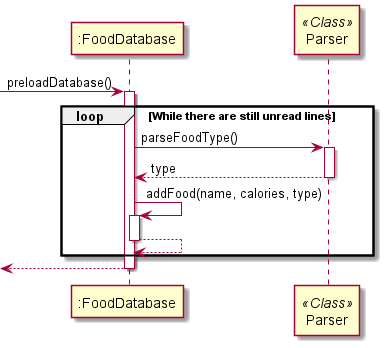 :FoodDatabase
«Class»
Parser
preloadDatabase()
loop
[While there are still unread lines]
parseFoodType()
type
addFood(name, calories, type)
:FoodDatabase
«Class»
Parser